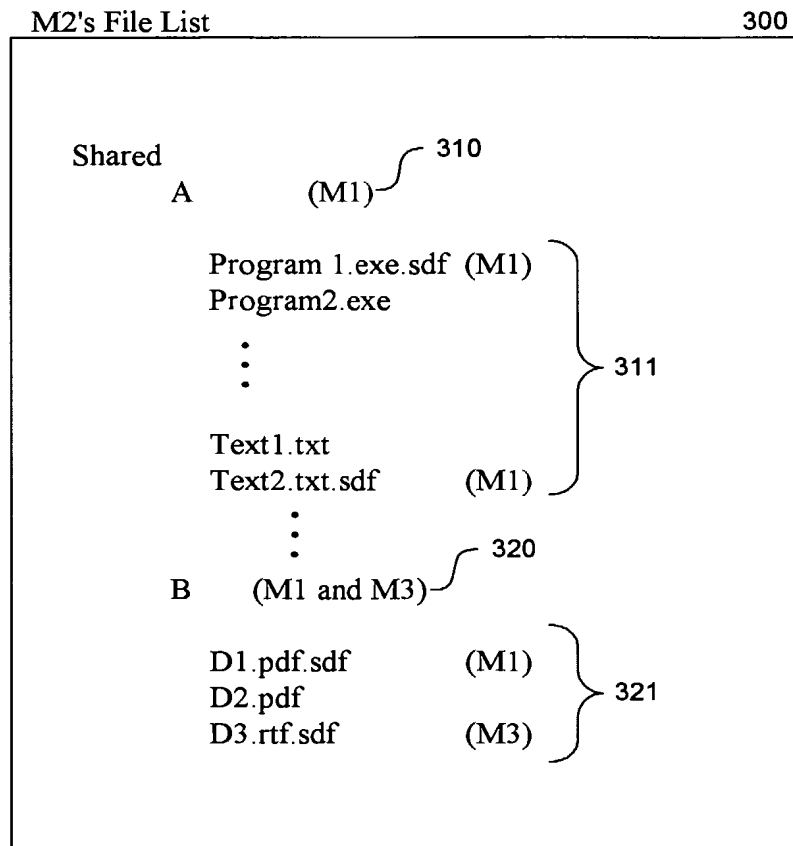 M2's File List 300
Shared 310
A (M1)
Program 1.exe.sdf (M1)
Program2.exe
311
Text1.txt
Text2.txt.sdf (M1)
320
B (M1 and M3)
D1.pdf.sdf (M1)
D2.pdf 321
D3.rtf.sdf (M3)